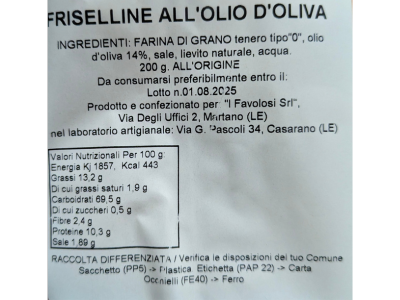 FRISELLINE ALL'OLIO D'OLIVA
INGREDIENTI: FARINA DI GRANO tenero tipo"0", olio
d'oliva 14%, sale, lievito naturale, acqua.
200 g. ALL'ORIGINE
Da consumarsi preferibilmente entro il:
Lotto n.01.08.2025
Prodotto e confezionato per "I Favolosi Srl",
Via Degli Uffici 2, Martano (LE)
nel laboratorio artigianale: Via G. Pascoli 34, Casarano (LE)
Valori Nutrizionali Per 100 g:
Energia Kj 1857, Kcal 443
Grassi 13,2 g
Di cui grassi saturi 1,9 g
Carboidrati 69,5 g
Di cui zuccheri 0,5 g
Fibre 2,4 g
Proteine 10,3 g
Sale 1,69 g
RACCOLTA DIFFERENZIATA / Verifica le disposizioni del tuo Comune
Sacchetto (PP5) -> Plastica Etichetta (PAP 22) -> Carta
Occhielli (FE40) -> Ferro